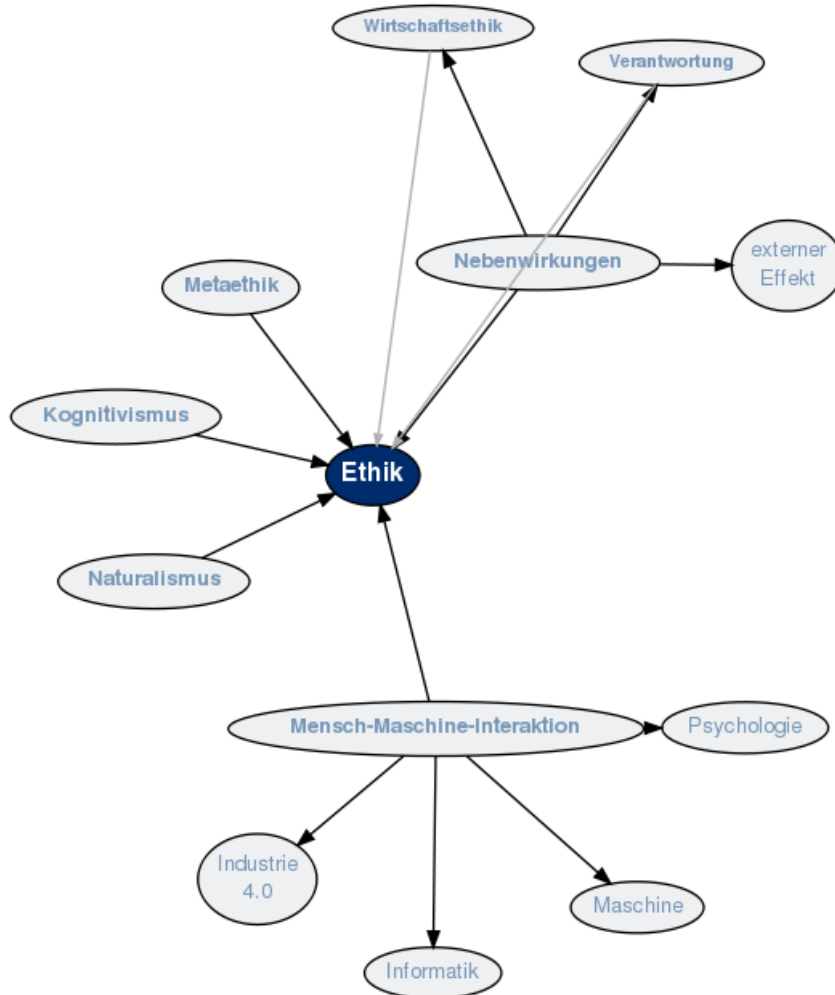 Wirtschaftsethik
Verantwortung
externer
Effekt
Nebenwirkungen
Metaethik
Kognitivismus
Ethik
Naturalismus
Mensch-Maschine-Interaktion
Psychologie
Industrie
4.0
Maschine
Informatik